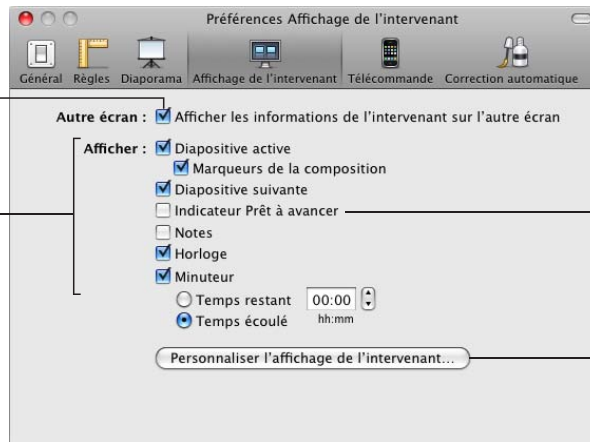 Préférences Affichage de l'intervenant
Général Règles Diaporama Affichage de l'intervenant Télécommande Correction automatique
Autre écran : Afficher les informations de l'intervenant sur l'autre écran
Afficher : Diapositive active
Marqueurs de la composition
Diapositive suivante
Indicateur Prêt à avancer
Notes
Horloge
Minuteur
Temps restant 00:00
Temps écoulé hh:mm
Personnaliser l'affichage de l'intervenant...